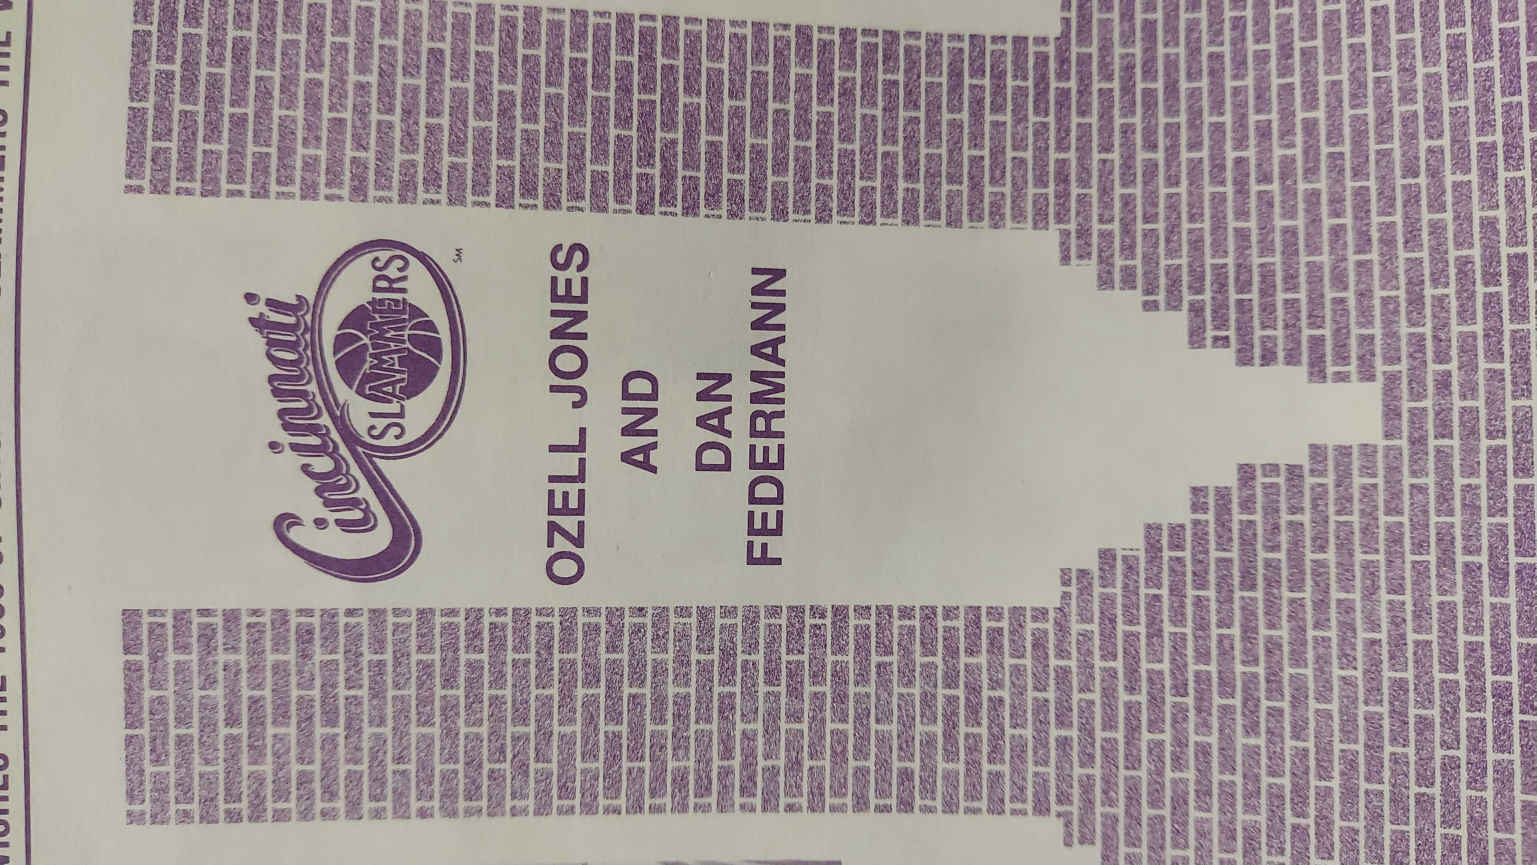 Cincinnati
SLAMMERS
SM
OZELL JONES
AND
DAN
FEDERMANN